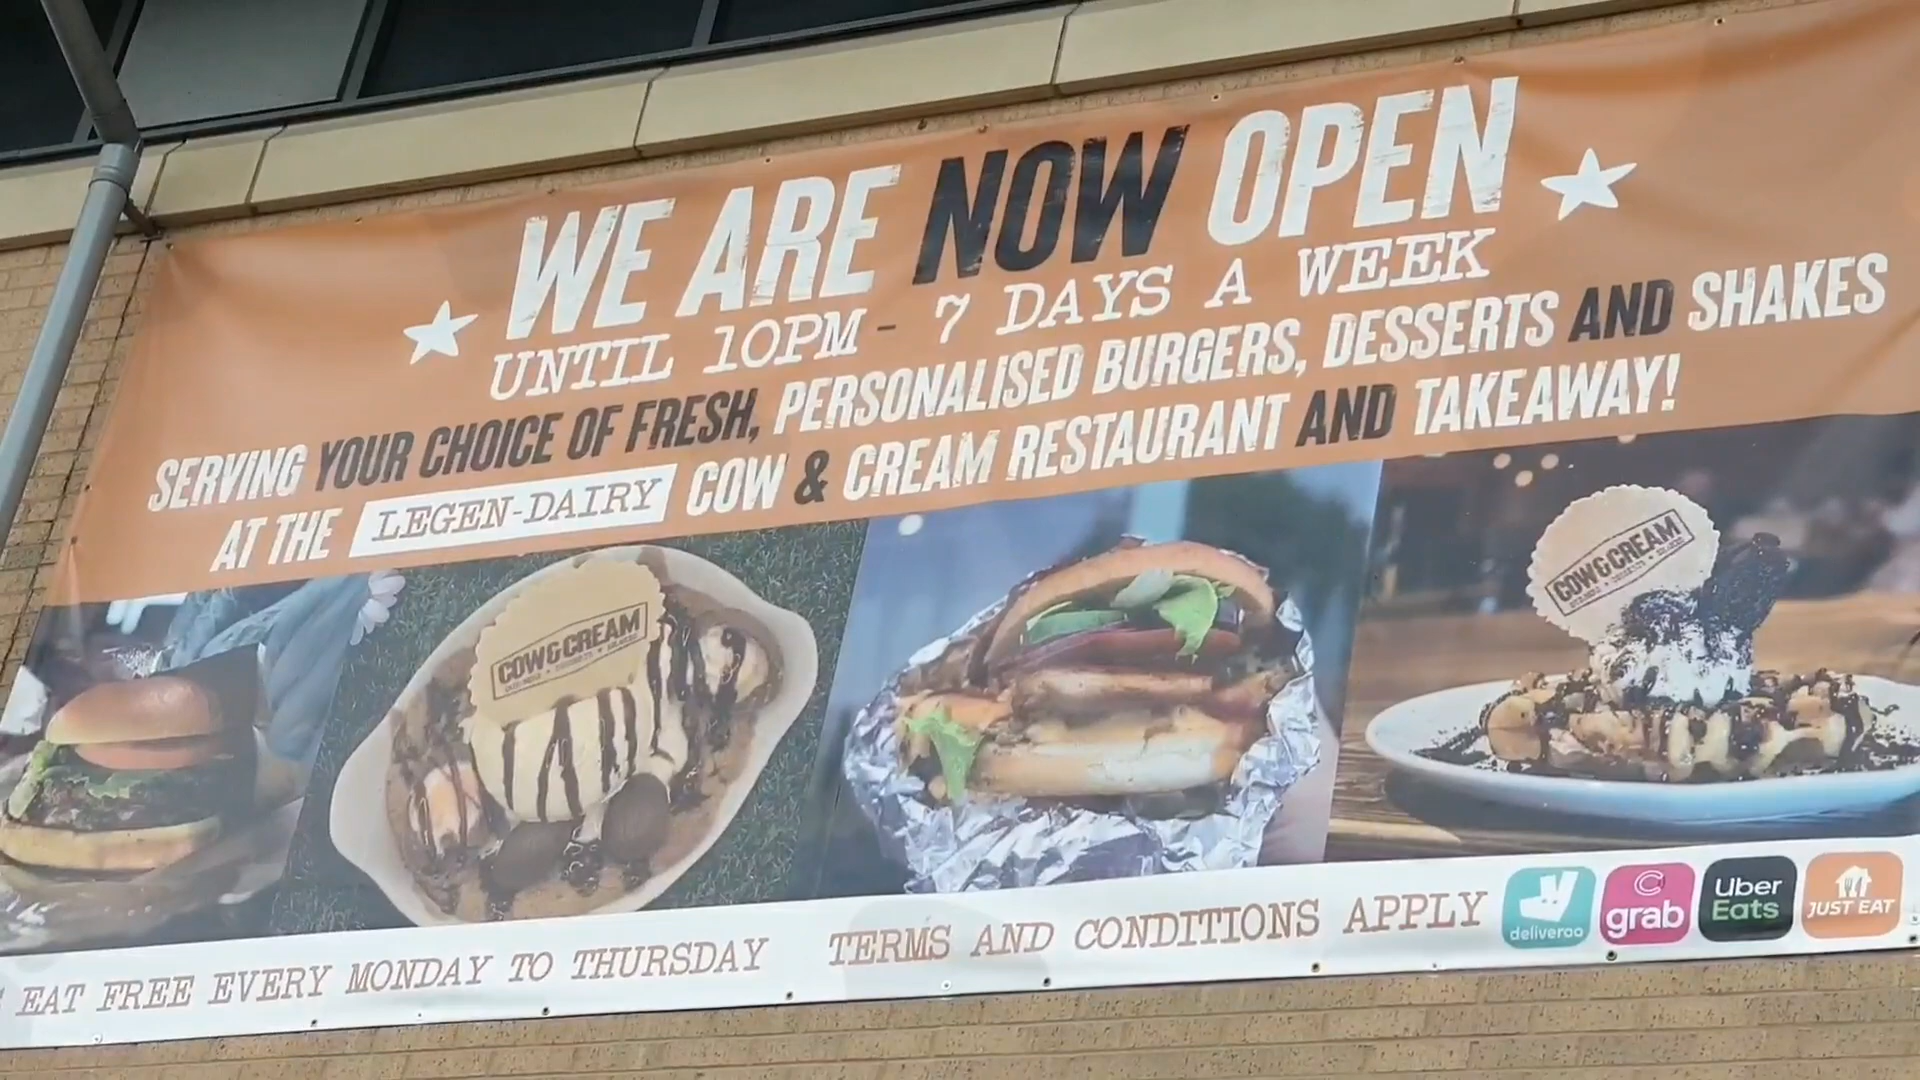 WE ARE NOW OPEN
UNTIL 10PM - 7 DAYS A WEEK
SERVING YOUR CHOICE OF FRESH, PERSONALISED BURGERS, DESSERTS AND SHAKES
AT THE LEGEN-DAIRY COW & CREAM RESTAURANT AND TAKEAWAY!
COW & CREAM
COW & CREAM
EAT FREE EVERY MONDAY TO THURSDAY TERMS AND CONDITIONS APPLY
deliveroo
grab
Uber Eats
JUST EAT